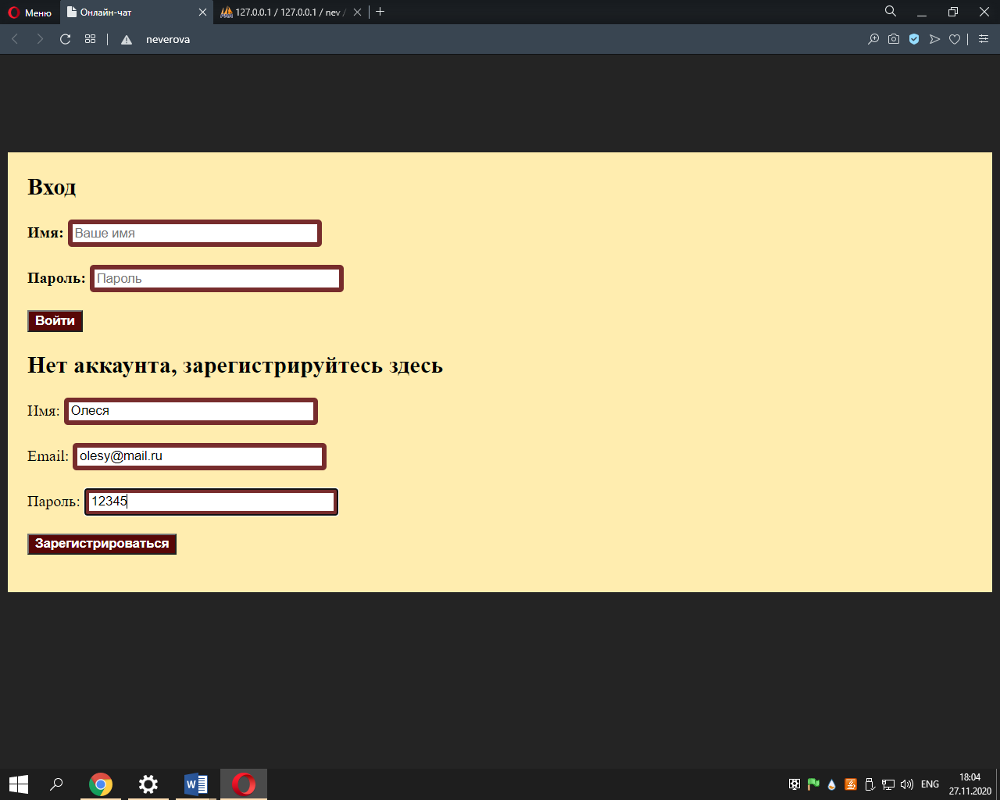 Меню
Онлайн-чат
127.0.0.1 / 127.0.0.1 / nev /
neverova
Вход
Имя: Ваше имя
Пароль: Пароль
Войти
Нет аккаунта, зарегистрируйтесь здесь
Имя: Олеся
Email: olesy@mail.ru
Пароль: 12345
Зарегистрироваться
ENG
18:04
27.11.2020